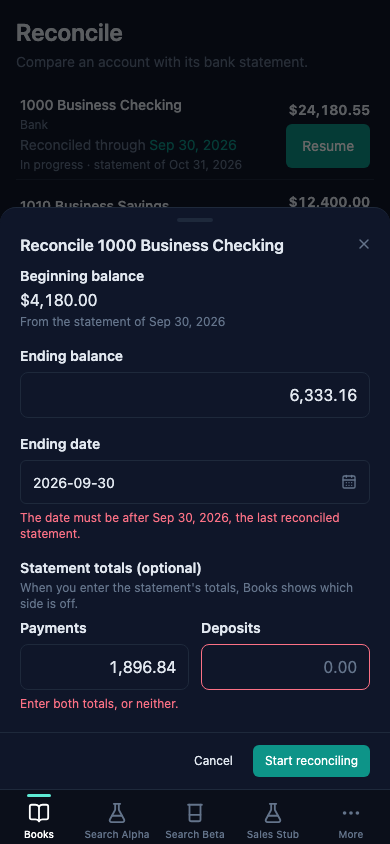 Reconcile
Compare an account with its bank statement.
1000 Business Checking
$24,180.55
Bank
Reconciled through Sep 30, 2026
Resume
In progress · statement of Oct 31, 2026
1010 Business Savings
$12,400.00
Reconcile 1000 Business Checking
Beginning balance
$4,180.00
From the statement of Sep 30, 2026
Ending balance
6,333.16
Ending date
2026-09-30
The date must be after Sep 30, 2026, the last reconciled
statement.
Statement totals (optional)
When you enter the statement's totals, Books shows which
side is off.
Payments
Deposits
1,896.84
0.00
Enter both totals, or neither.
Cancel
Start reconciling
Books
Search Alpha
Search Beta
Sales Stub
More